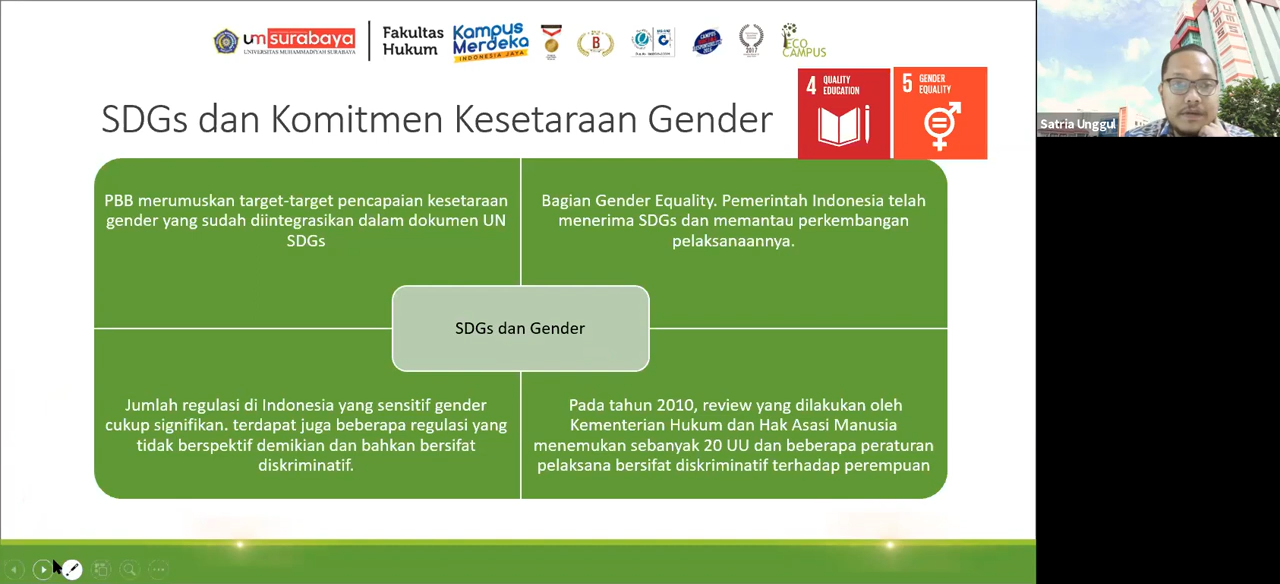 umsurabaya
UNIVERSITAS MUHAMMADIYAH SURABAYA
Fakultas
Hukum
Kampus
Merdeka
INDONESIA JAYA
B
2017
ECO
CAMPUS
4 QUALITY
EDUCATION
5 GENDER
EQUALITY
Satria Unggul
SDGs dan Komitmen Kesetaraan Gender
PBB merumuskan target-target pencapaian kesetaraan
gender yang sudah diintegrasikan dalam dokumen UN
SDGs
Bagian Gender Equality. Pemerintah Indonesia telah
menerima SDGs dan memantau perkembangan
pelaksanaannya.
SDGs dan Gender
Jumlah regulasi di Indonesia yang sensitif gender
cukup signifikan. terdapat juga beberapa regulasi yang
tidak berspektif demikian dan bahkan bersifat
diskriminatif.
Pada tahun 2010, review yang dilakukan oleh
Kementerian Hukum dan Hak Asasi Manusia
menemukan sebanyak 20 UU dan beberapa peraturan
pelaksana bersifat diskriminatif terhadap perempuan